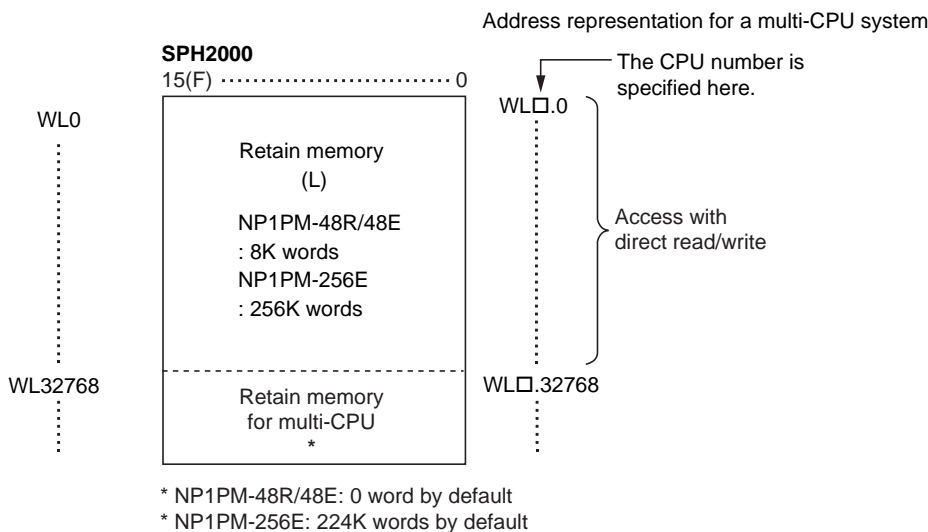 Address representation for a multi-CPU system
SPH2000
15(F) 0
The CPU number is
specified here.
WL0
WL□.0
Retain memory
(L)
NP1PM-48R/48E
: 8K words
NP1PM-256E
: 256K words
Access with
direct read/write
WL32768
WL□.32768
Retain memory
for multi-CPU
*
* NP1PM-48R/48E: 0 word by default
* NP1PM-256E: 224K words by default